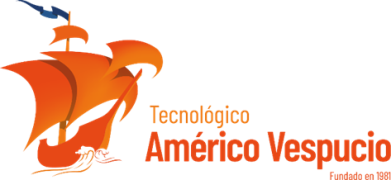 Tecnológico
Américo Vespucio
Fundado en 1981